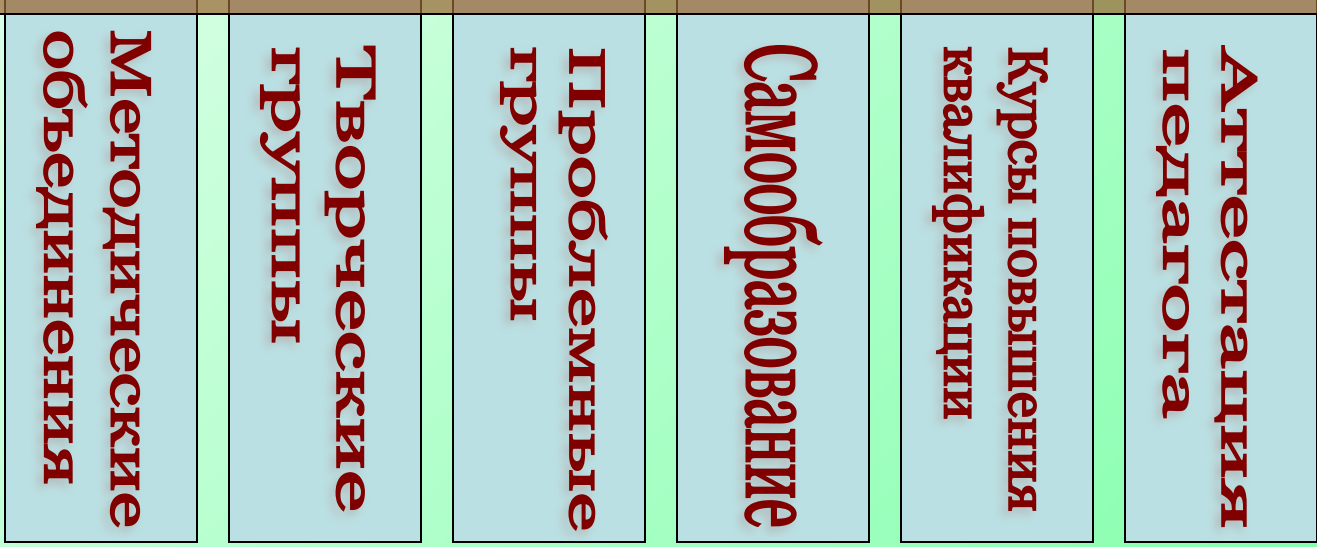 Методические
объединения
Творческие
группы
Проблемные
группы
Самообразование
Курсы повышения
квалификации
Аттестация
педагога